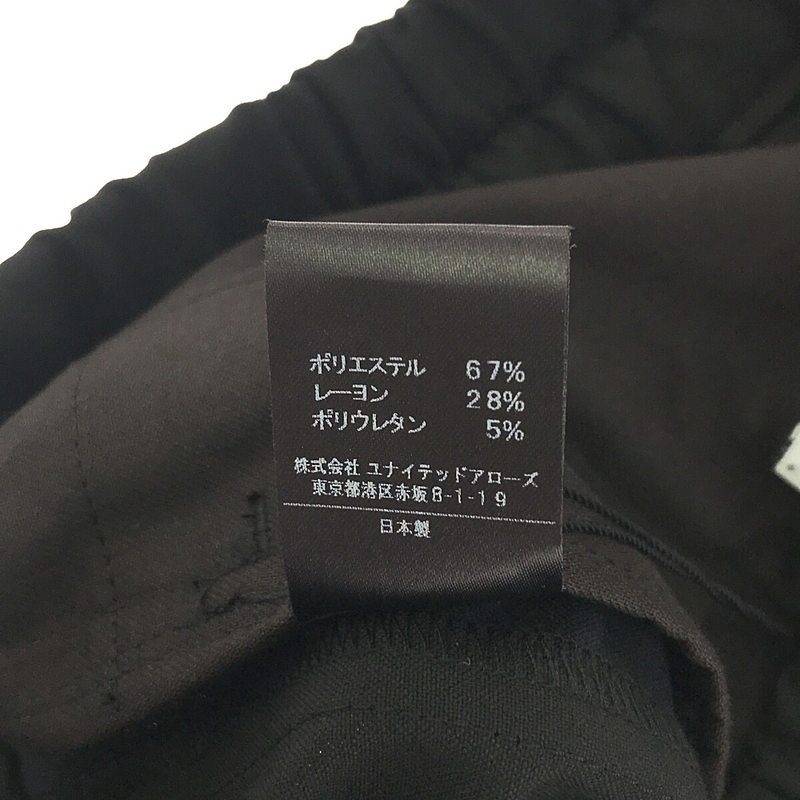 ポリエステル 67%
レーヨン 28%
ポリウレタン 5%
株式会社 ユナイテッドアローズ
東京都港区赤坂8-1-19
日本製